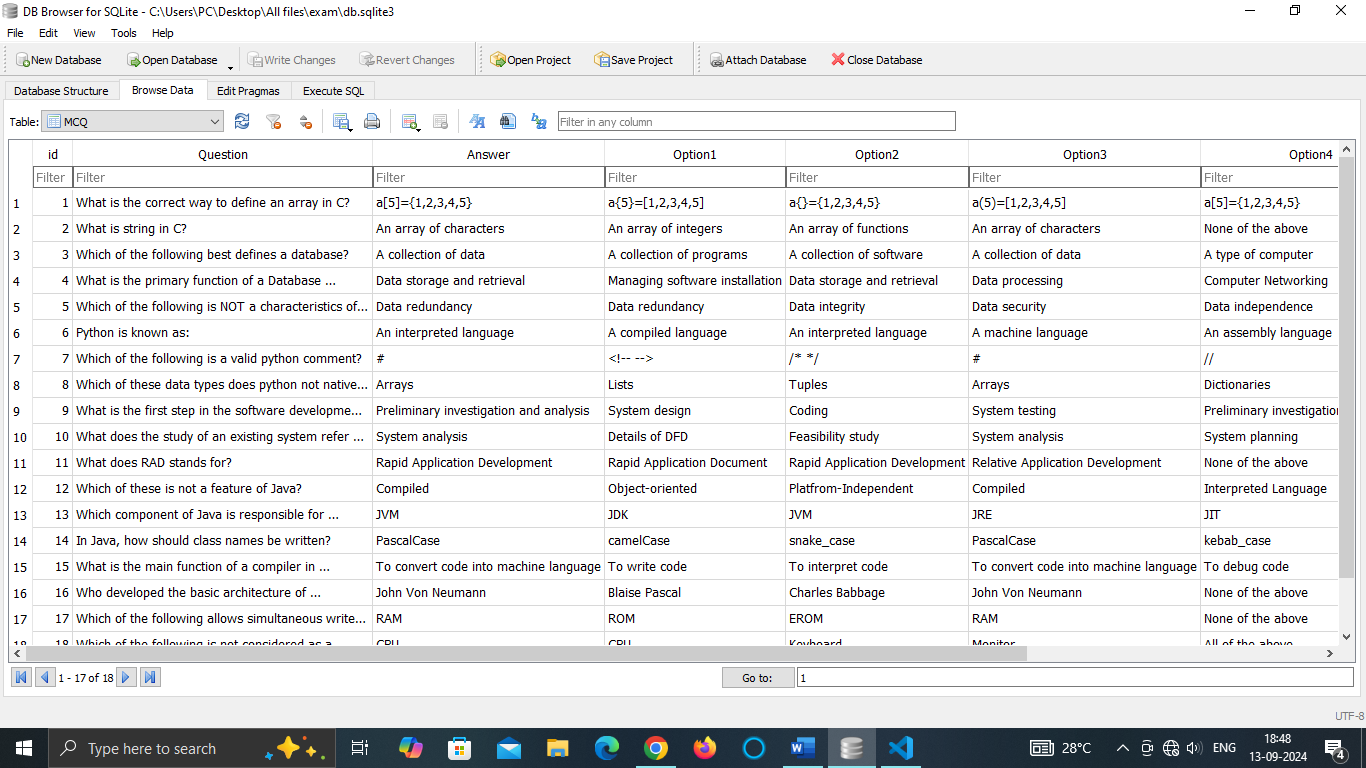 DB Browser for SQLite - C:\Users\PC\Desktop\All files\exam\db.sqlite3
File Edit View Tools Help
New Database Open Database Write Changes Revert Changes Open Project Save Project Attach Database Close Database
Database Structure Browse Data Edit Pragmas Execute SQL
Table: MCQ Filter in any column
id Question Answer Option1 Option2 Option3 Option4
Filter Filter Filter Filter Filter Filter Filter
1 1 What is the correct way to define an array in C? a[5]={1,2,3,4,5} a{5}=[1,2,3,4,5] a{}={1,2,3,4,5} a(5)=[1,2,3,4,5] a[5]={1,2,3,4,5}
2 2 What is string in C? An array of characters An array of integers An array of functions An array of characters None of the above
3 3 Which of the following best defines a database? A collection of data A collection of programs A collection of software A collection of data A type of computer
4 4 What is the primary function of a Database ... Data storage and retrieval Managing software installation Data storage and retrieval Data processing Computer Networking
5 5 Which of the following is NOT a characteristics of... Data redundancy Data redundancy Data integrity Data security Data independence
6 6 Python is known as: An interpreted language A compiled language An interpreted language A machine language An assembly language
7 7 Which of the following is a valid python comment? # <!-- --> /* */ # //
8 8 Which of these data types does python not native... Arrays Lists Tuples Arrays Dictionaries
9 9 What is the first step in the software developme... Preliminary investigation and analysis System design Coding System testing Preliminary investigation
10 10 What does the study of an existing system refer ... System analysis Details of DFD Feasibility study System analysis System planning
11 11 What does RAD stands for? Rapid Application Development Rapid Application Document Rapid Application Development Relative Application Development None of the above
12 12 Which of these is not a feature of Java? Compiled Object-oriented Platfrom-Independent Compiled Interpreted Language
13 13 Which component of Java is responsible for ... JVM JDK JVM JRE JIT
14 14 In Java, how should class names be written? PascalCase camelCase snake_case PascalCase kebab_case
15 15 What is the main function of a compiler in ... To convert code into machine language To write code To interpret code To convert code into machine language To debug code
16 16 Who developed the basic architecture of ... John Von Neumann Blaise Pascal Charles Babbage John Von Neumann None of the above
17 17 Which of the following allows simultaneous write... RAM ROM EROM RAM None of the above
18 18 Which of the following is not considered as a CPU CPU Keyboard Monitor All of the above
1 - 17 of 18 Go to: 1
UTF-8
Type here to search 28°C ENG 18:48 13-09-2024 4